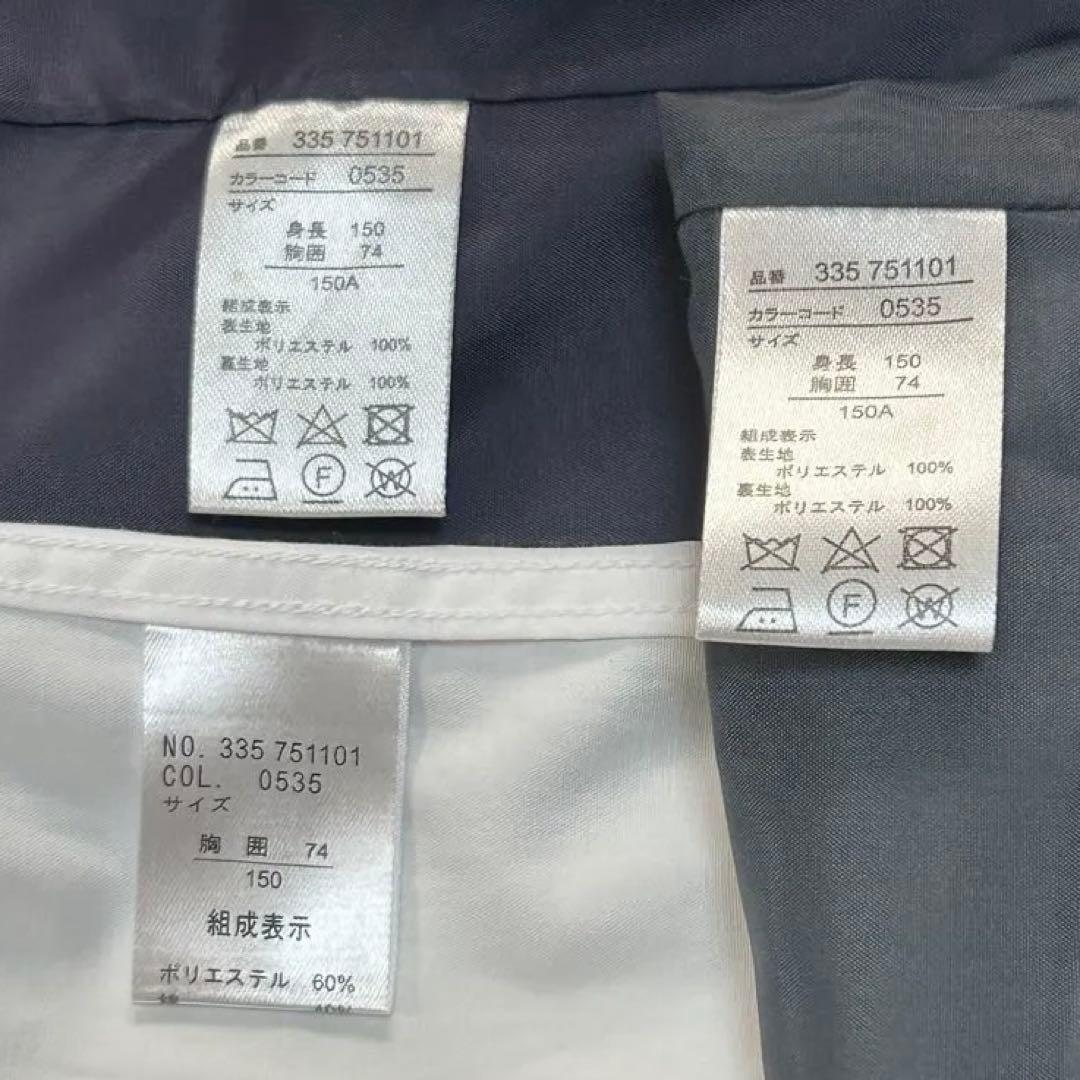 品番 335 751101
カラーコード 0535
サイズ
身長 150
胸囲 74
150A
組成表示
表生地
ポリエステル 100%
裏生地
ポリエステル 100%
F
W
品番 335 751101
カラーコード 0535
サイズ
身長 150
胸囲 74
150A
組成表示
表生地
ポリエステル 100%
裏生地
ポリエステル 100%
F
W
NO. 335 751101
COL. 0535
サイズ
胸 囲 74
150
組成表示
ポリエステル 60%